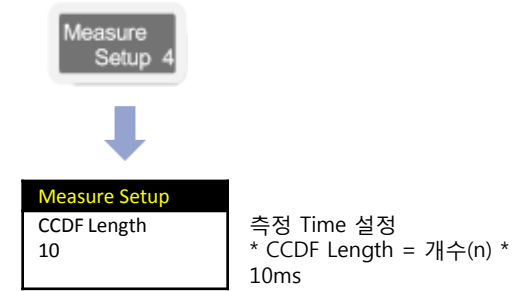 Measure
Setup 4
Measure Setup
CCDF Length
10
측정 Time 설정
* CCDF Length = 개수(n) *
10ms